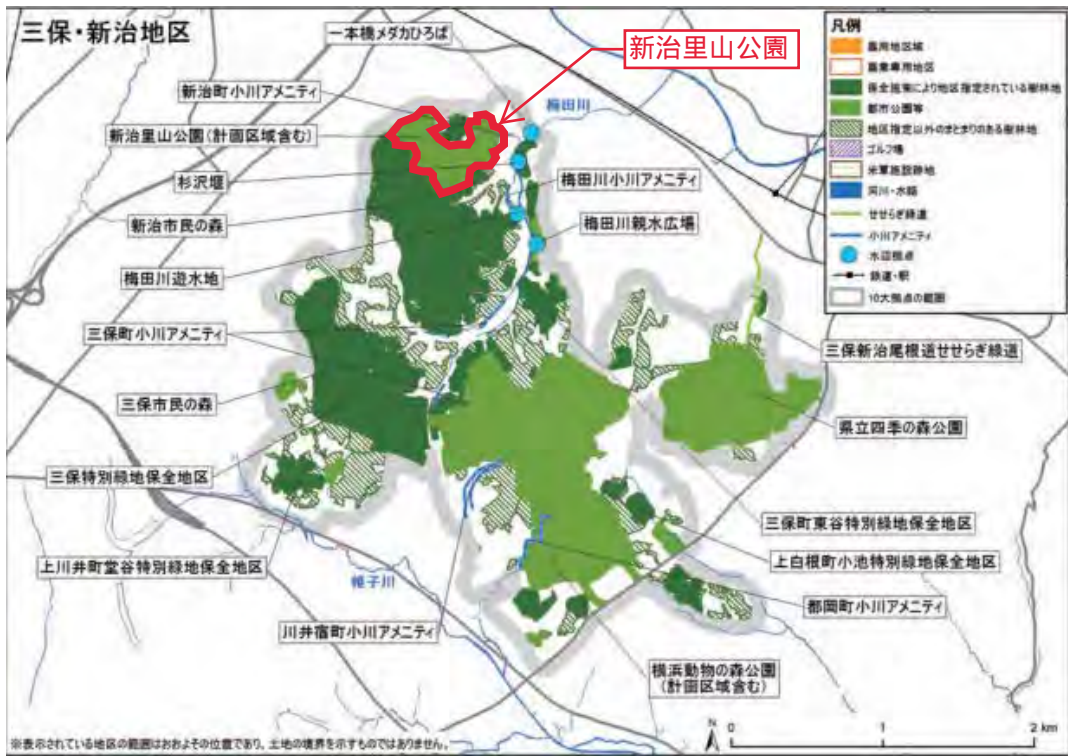 三保・新治地区
一本橋メダカひろば
新治里山公園
新治町小川アメニティ
梅田川
新治里山公園(計画区域含む)
杉沢堰
梅田川小川アメニティ
新治市民の森
梅田川親水広場
梅田川遊水地
三保町小川アメニティ
三保新治尾根道せせらぎ緑道
三保市民の森
県立四季の森公園
三保特別緑地保全地区
三保町東谷特別緑地保全地区
上川井町堂谷特別緑地保全地区
上白根町小池特別緑地保全地区
帷子川
都岡町小川アメニティ
川井宿町小川アメニティ
横浜動物の森公園
(計画区域含む)
凡例
農用地区域
農業専用地区
保全施策により地区指定されている樹林地
都市公園等
地区指定以外のまとまりのある樹林地
ゴルフ場
米軍施設跡地
河川・水路
せせらぎ緑道
小川アメニティ
水辺拠点
鉄道・駅
10大拠点の範囲
※表示されている地区の範囲はおおよその位置であり、土地の境界を示すものではありません。
N
0 1 2 km